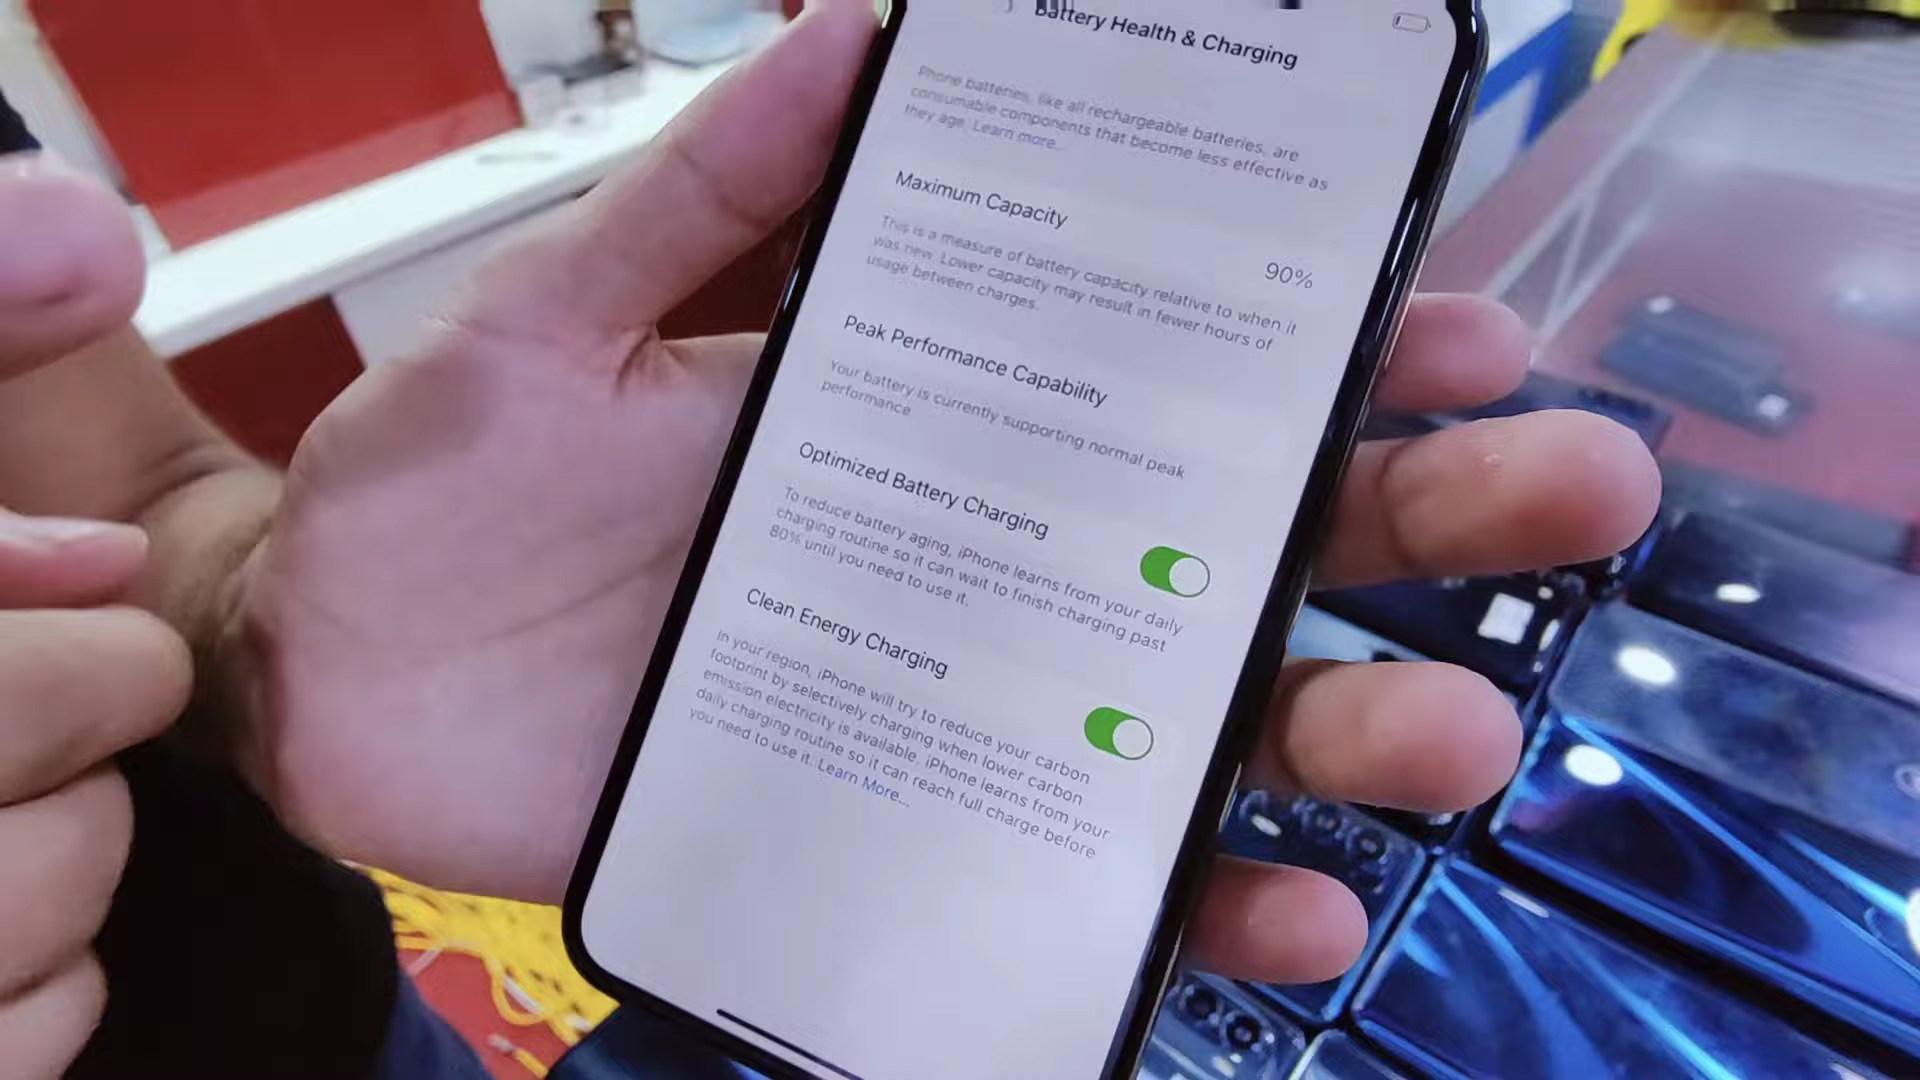 Battery Health & Charging
Phone batteries, like all rechargeable batteries, are
consumable components that become less effective as
they age. Learn more...
Maximum Capacity
90%
This is a measure of battery capacity relative to when it
was new. Lower capacity may result in fewer hours of
usage between charges.
Peak Performance Capability
Your battery is currently supporting normal peak
performance
Optimized Battery Charging
To reduce battery aging, iPhone learns from your daily
charging routine so it can wait to finish charging past
80% until you need to use it.
Clean Energy Charging
In your region, iPhone will try to reduce your carbon
footprint by selectively charging when lower carbon
emission electricity is available. iPhone learns from your
daily charging routine so it can reach full charge before
you need to use it. Learn More...